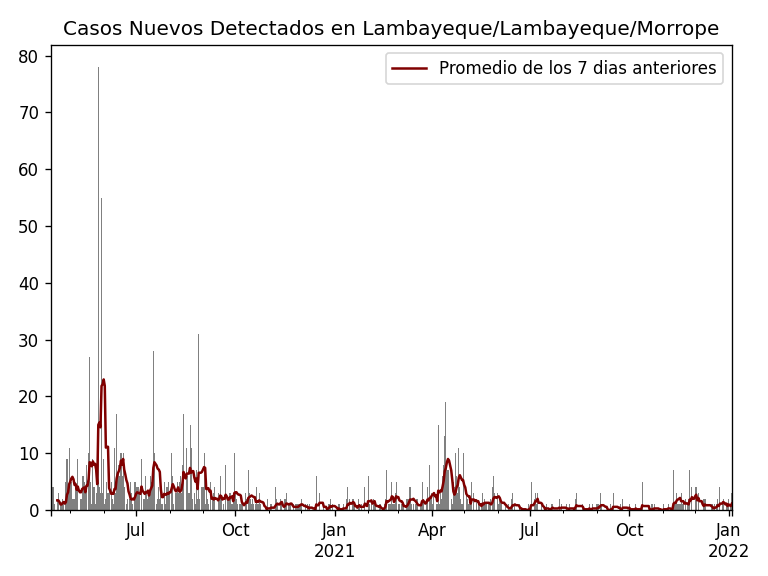 Casos Nuevos Detectados en Lambayeque/Lambayeque/Morrope
Promedio de los 7 dias anteriores
80
70
60
50
40
30
20
10
0
Jul
Oct
Jan
2021
Apr
Jul
Oct
Jan
2022